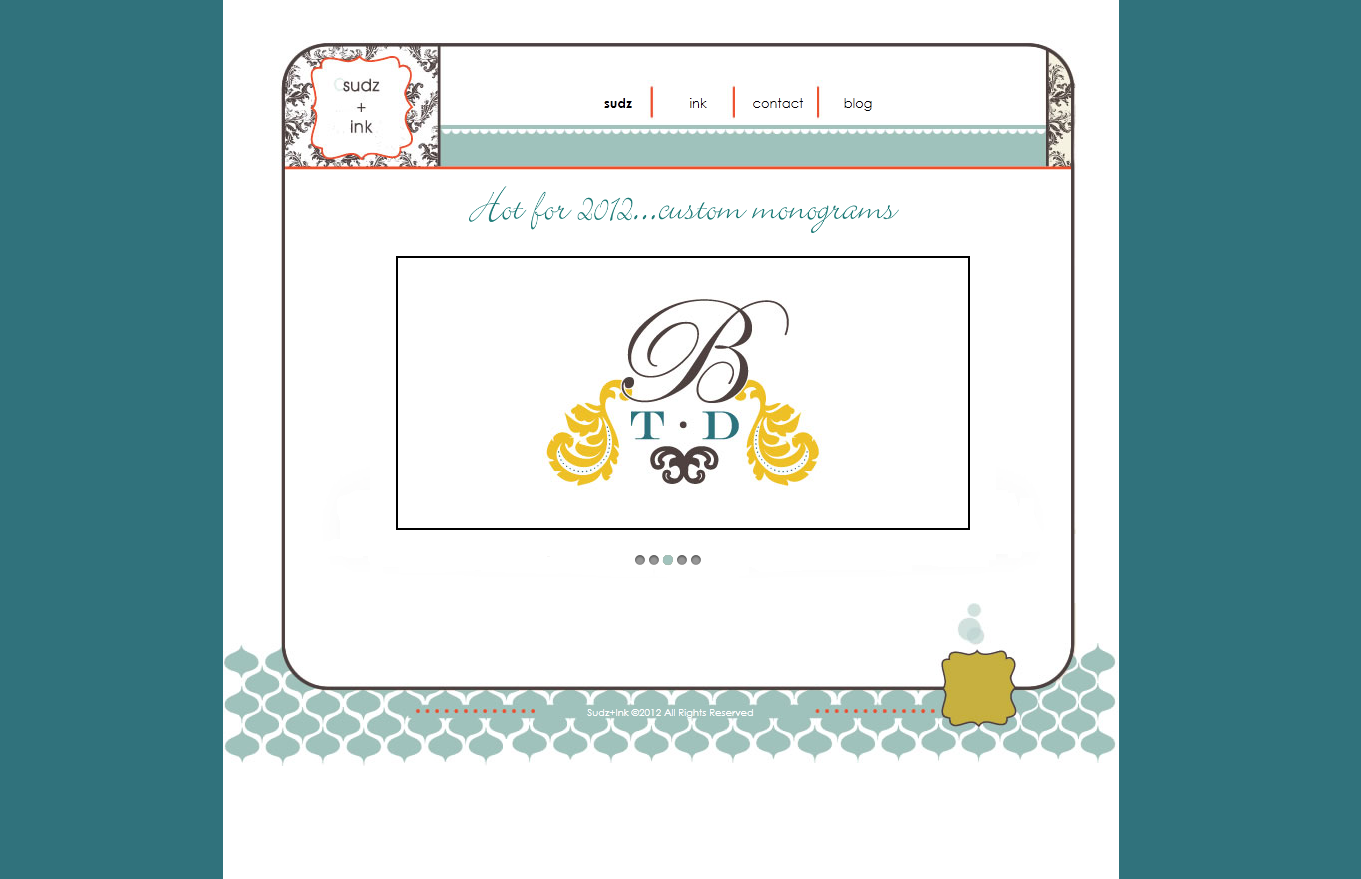 sudz
+
ink
sudz ink contact blog
Hot for 2012...custom monograms
B
T · D
Sudz+Ink ©2012 All Rights Reserved